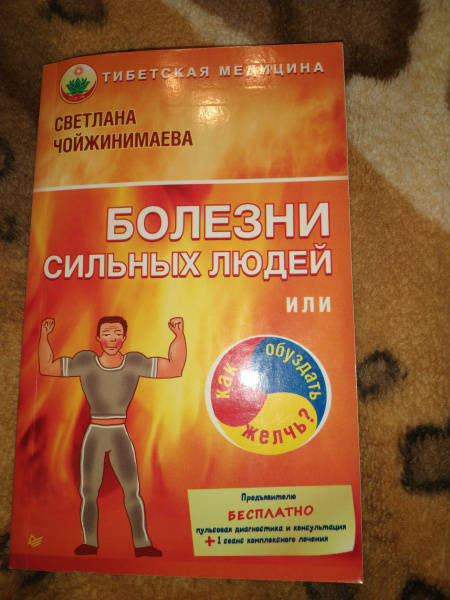 ТИБЕТСКАЯ МЕДИЦИНА
СВЕТЛАНА
ЧОЙЖИНИМАЕВА
БОЛЕЗНИ
СИЛЬНЫХ ЛЮДЕЙ
ИЛИ
как обуздать
желчь?
Предъявителю
БЕСПЛАТНО
пульсовая диагностика и консультация
+ 1 сеанс комплексного лечения